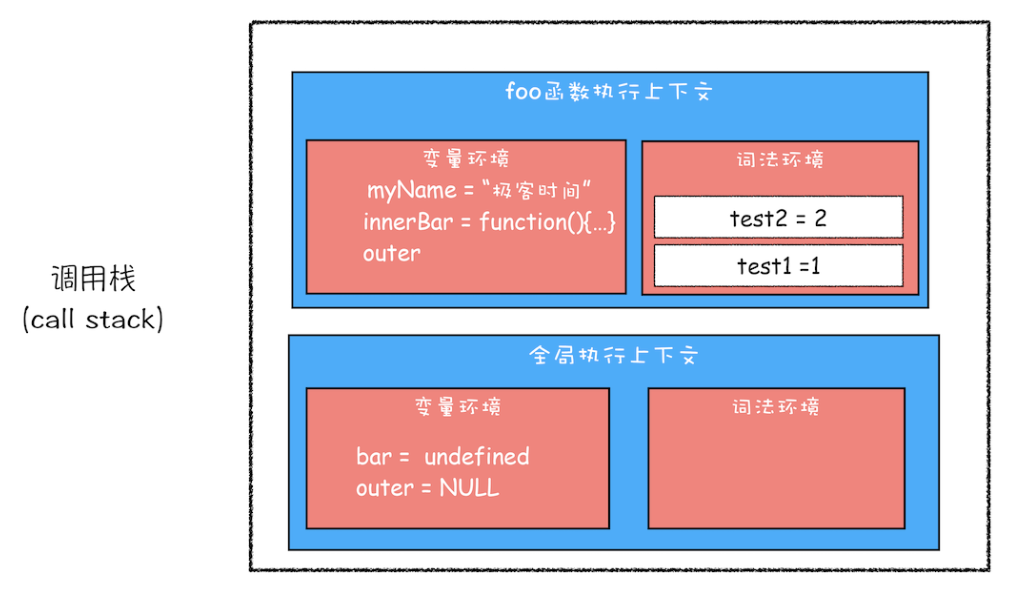 调用栈
(call stack)
foo函数执行上下文
变量环境
myName = “极客时间”
innerBar = function(){...}
outer
词法环境
test2 = 2
test1 =1
全局执行上下文
变量环境
bar = undefined
outer = NULL
词法环境